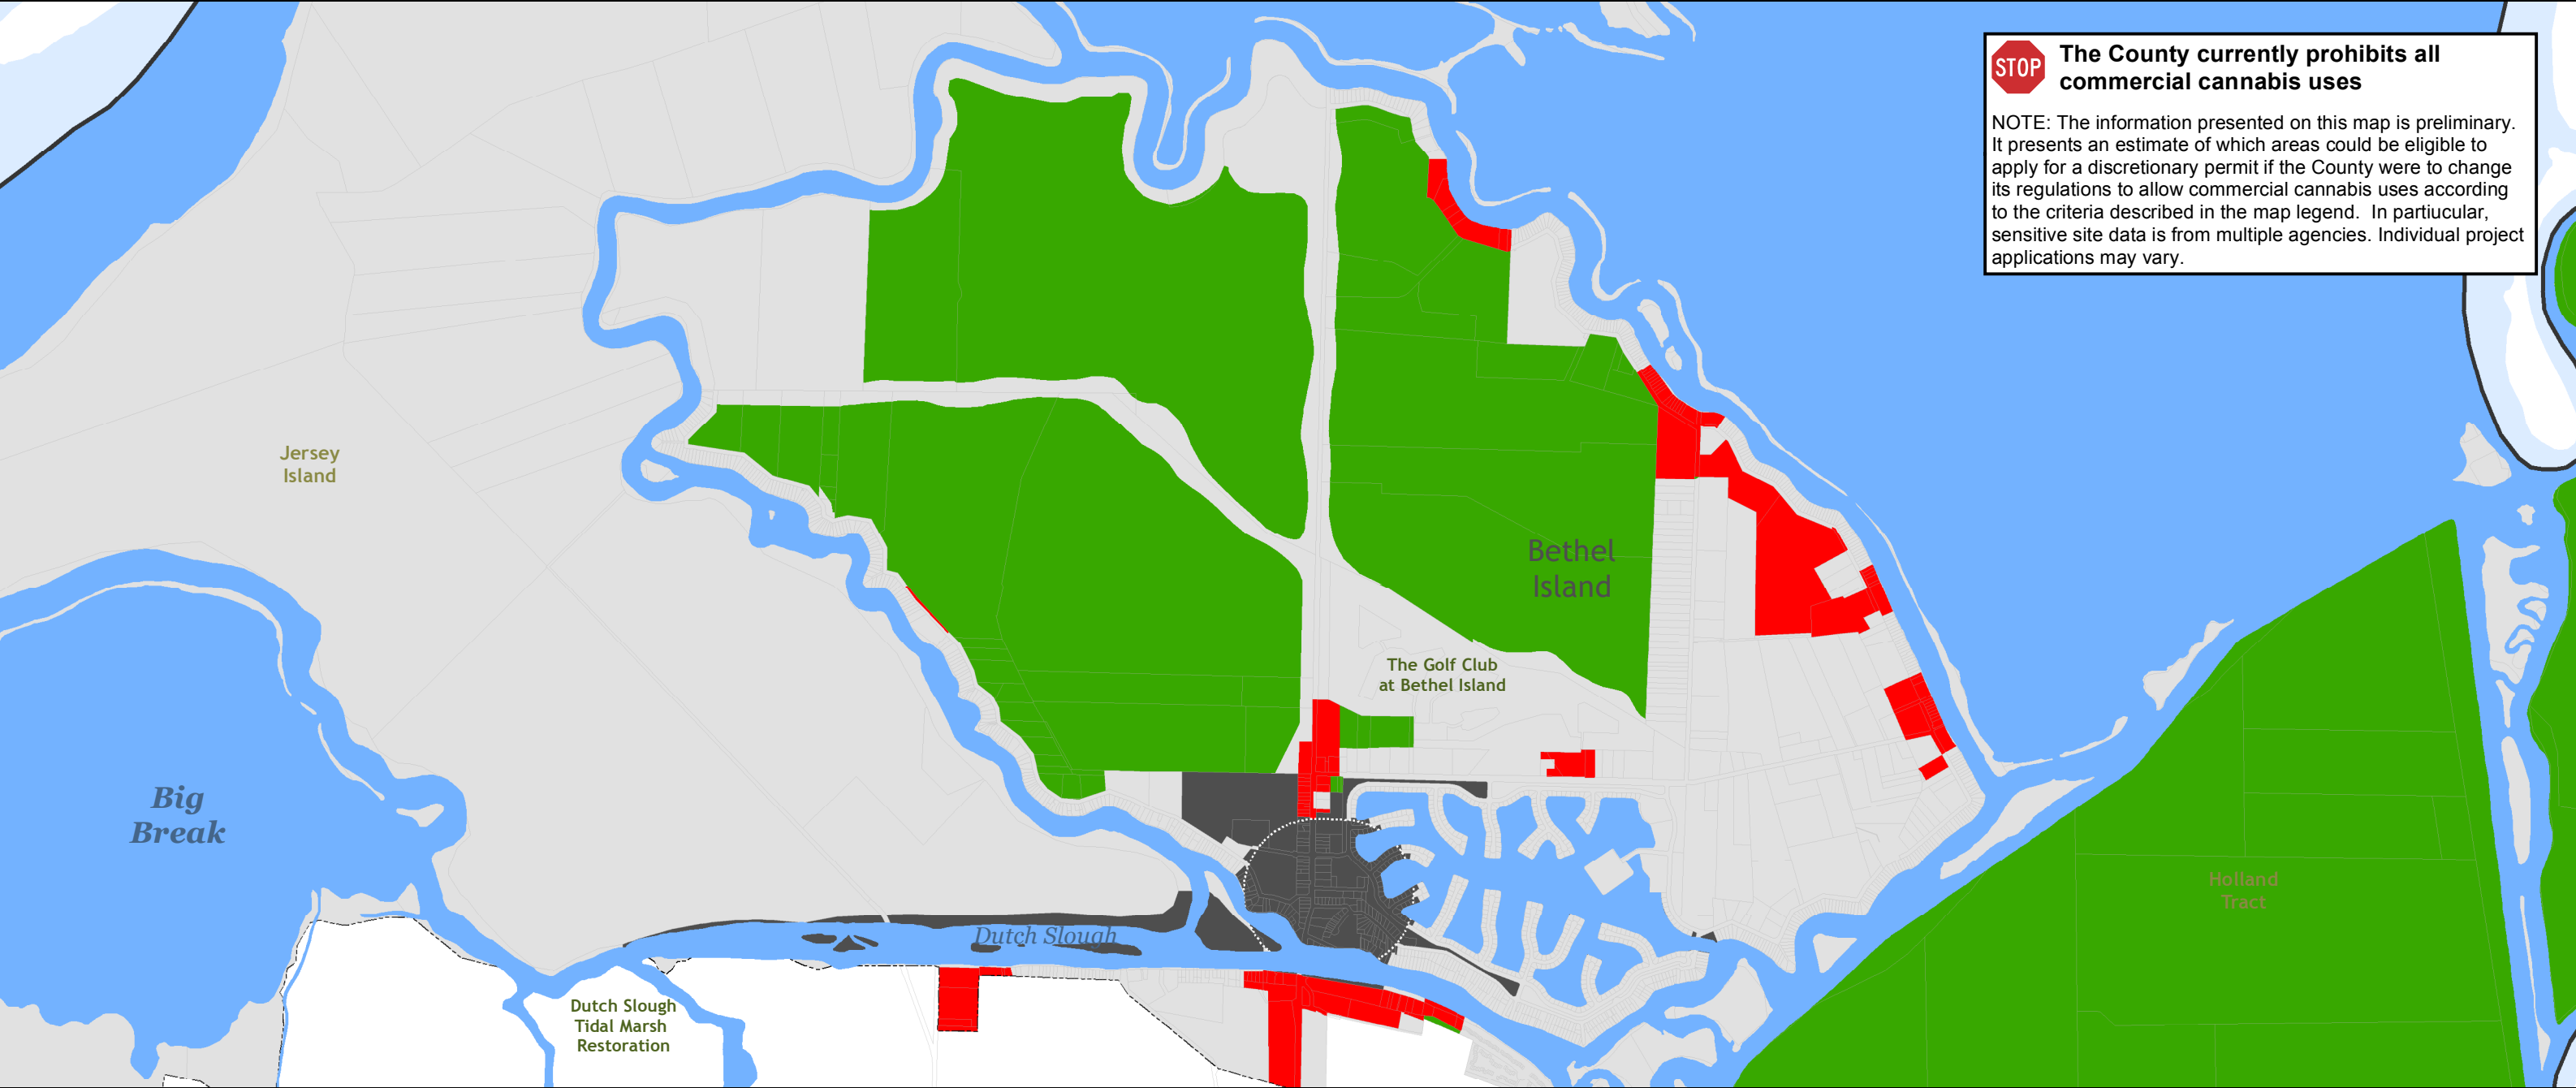 STOP
The County currently prohibits all
commercial cannabis uses
NOTE: The information presented on this map is preliminary.
It presents an estimate of which areas could be eligible to
apply for a discretionary permit if the County were to change
its regulations to allow commercial cannabis uses according
to the criteria described in the map legend.  In partiucular,
sensitive site data is from multiple agencies. Individual project
applications may vary.
Jersey
Island
Bethel
Island
The Golf Club
at Bethel Island
Big
Break
Holland
Tract
Dutch Slough
Dutch Slough
Tidal Marsh
Restoration